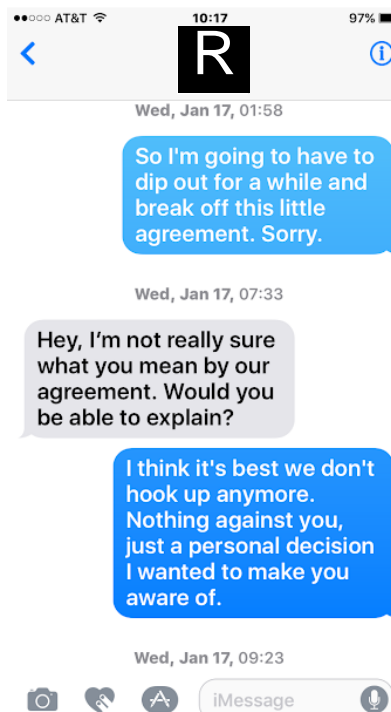 AT&T 10:17 97%
R
Wed, Jan 17, 01:58
So I'm going to have to
dip out for a while and
break off this little
agreement. Sorry.
Wed, Jan 17, 07:33
Hey, I’m not really sure
what you mean by our
agreement. Would you
be able to explain?
I think it's best we don't
hook up anymore.
Nothing against you,
just a personal decision
I wanted to make you
aware of.
Wed, Jan 17, 09:23
iMessage